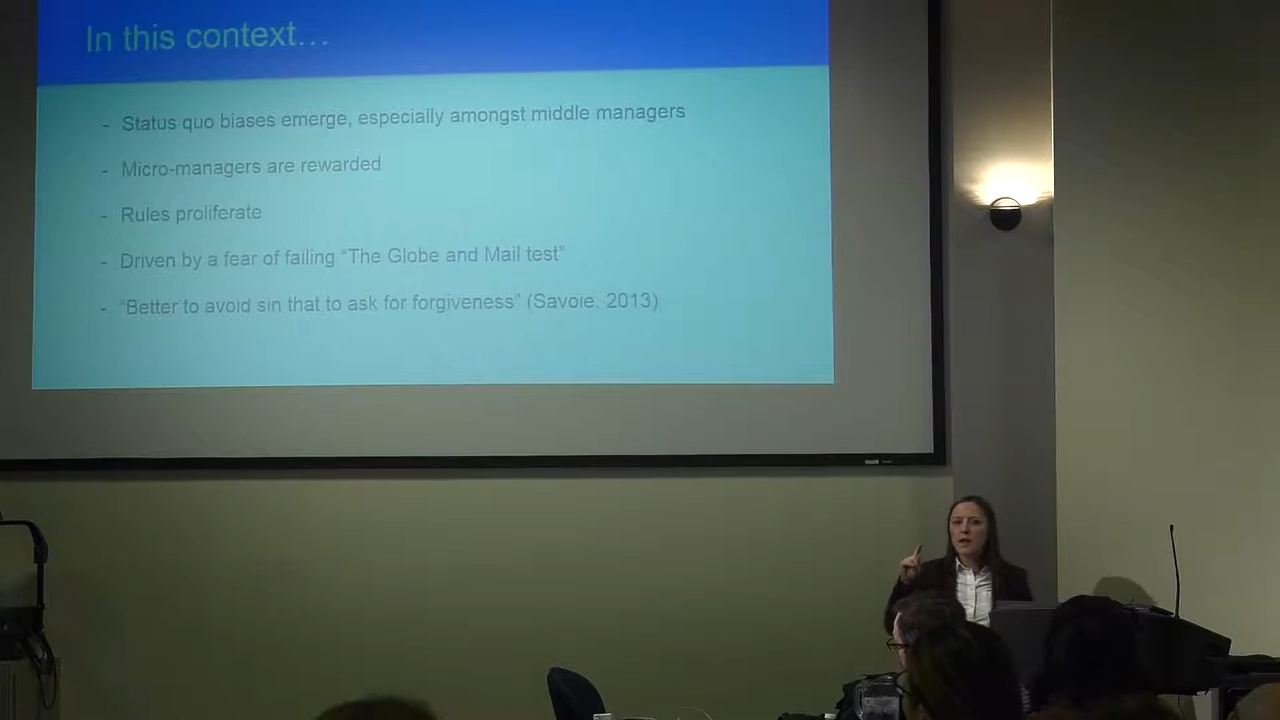 In this context…
- Status quo biases emerge, especially amongst middle managers
- Micro-managers are rewarded
- Rules proliferate
- Driven by a fear of failing “The Globe and Mail test”
- “Better to avoid sin that to ask for forgiveness” (Savoie, 2013)